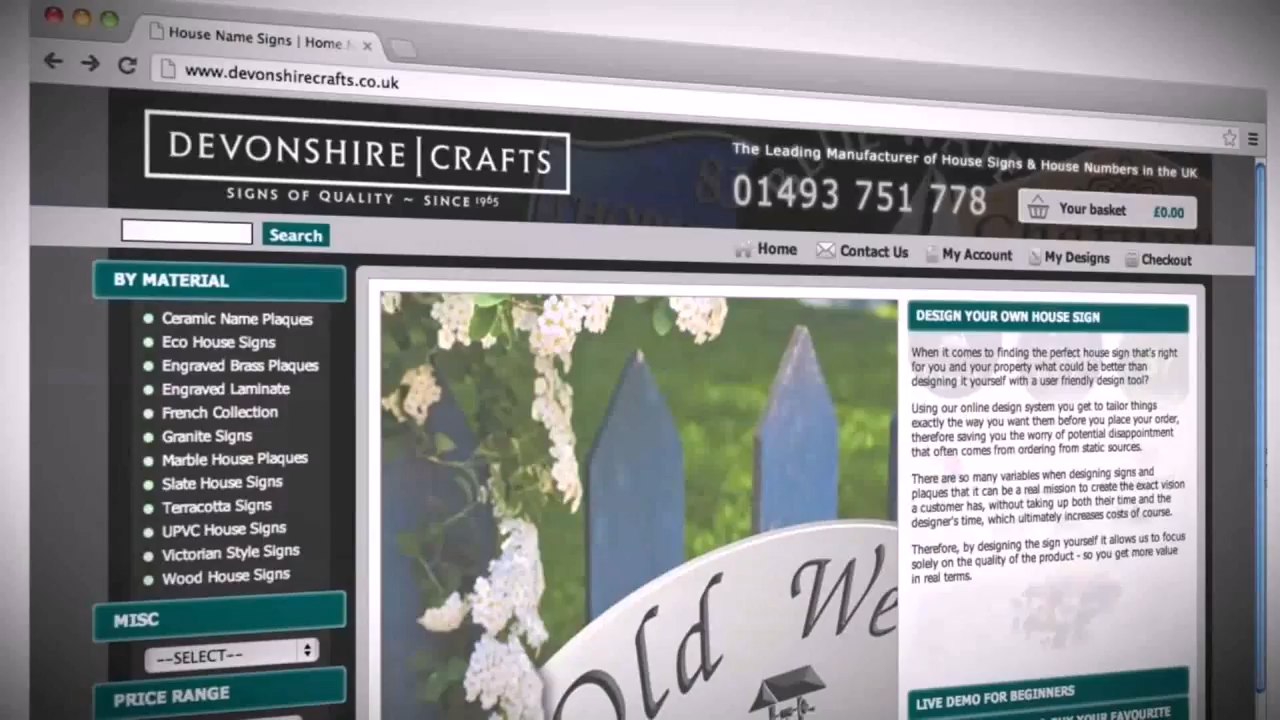 House Name Signs | Home
www.devonshirecrafts.co.uk
DEVONSHIRE|CRAFTS
SIGNS OF QUALITY ~ SINCE 1965
The Leading Manufacturer of House Signs & House Numbers in the UK
01493 751 778
Your basket £0.00
Search
Home Contact Us My Account My Designs Checkout
BY MATERIAL
Ceramic Name Plaques
Eco House Signs
Engraved Brass Plaques
Engraved Laminate
French Collection
Granite Signs
Marble House Plaques
Slate House Signs
Terracotta Signs
UPVC House Signs
Victorian Style Signs
Wood House Signs
MISC
--SELECT--
PRICE RANGE
Old We
DESIGN YOUR OWN HOUSE SIGN
When it comes to finding the perfect house sign that's right
for you and your property what could be better than
designing it yourself with a user friendly design tool?
Using our online design system you get to tailor things
exactly the way you want them before you place your order,
therefore saving you the worry of potential disappointment
that often comes from ordering from static sources.
There are so many variables when designing signs and
plaques that it can be a real mission to create the exact vision
a customer has, without taking up both their time and the
designer's time, which ultimately increases costs of course.
Therefore, by designing the sign yourself it allows us to focus
solely on the quality of the product - so you get more value
in real terms.
LIVE DEMO FOR BEGINNERS
YOUR FAVOURITE